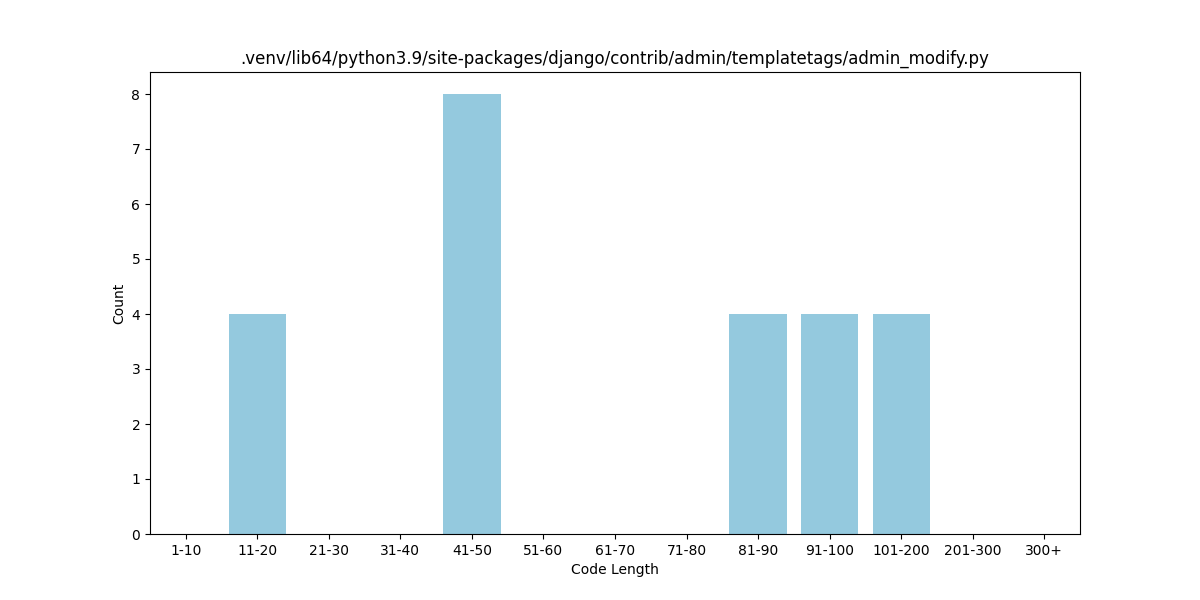 .venv/lib64/python3.9/site-packages/django/contrib/admin/templatetags/admin_modify.py
8
7
6
5
4
3
2
1
0
Count
1-10 11-20 21-30 31-40 41-50 51-60 61-70 71-80 81-90 91-100 101-200 201-300 300+
Code Length